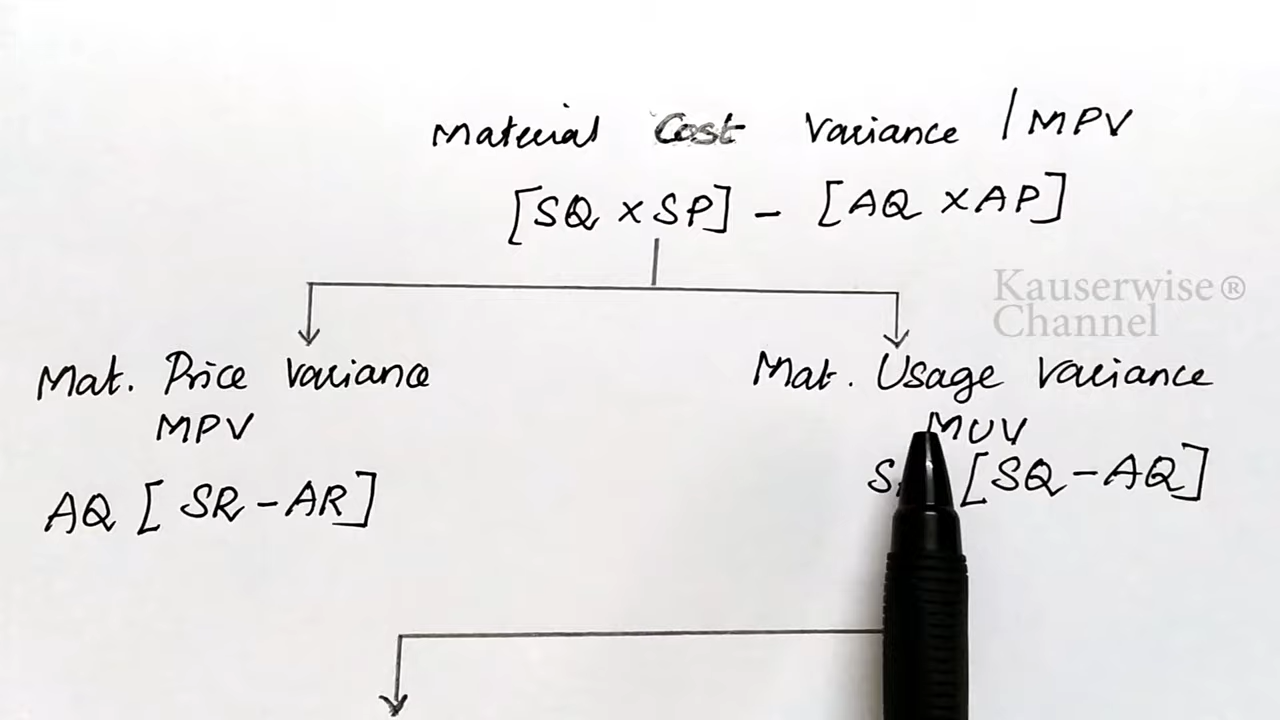 Material Cost Variance / MPV
[SQ × SP] - [AQ × AP]
Kauserwise®
Channel
Mat. Price Variance
MPV
AQ [ SR - AR ]
Mat. Usage Variance
MUV
[SQ - AQ]